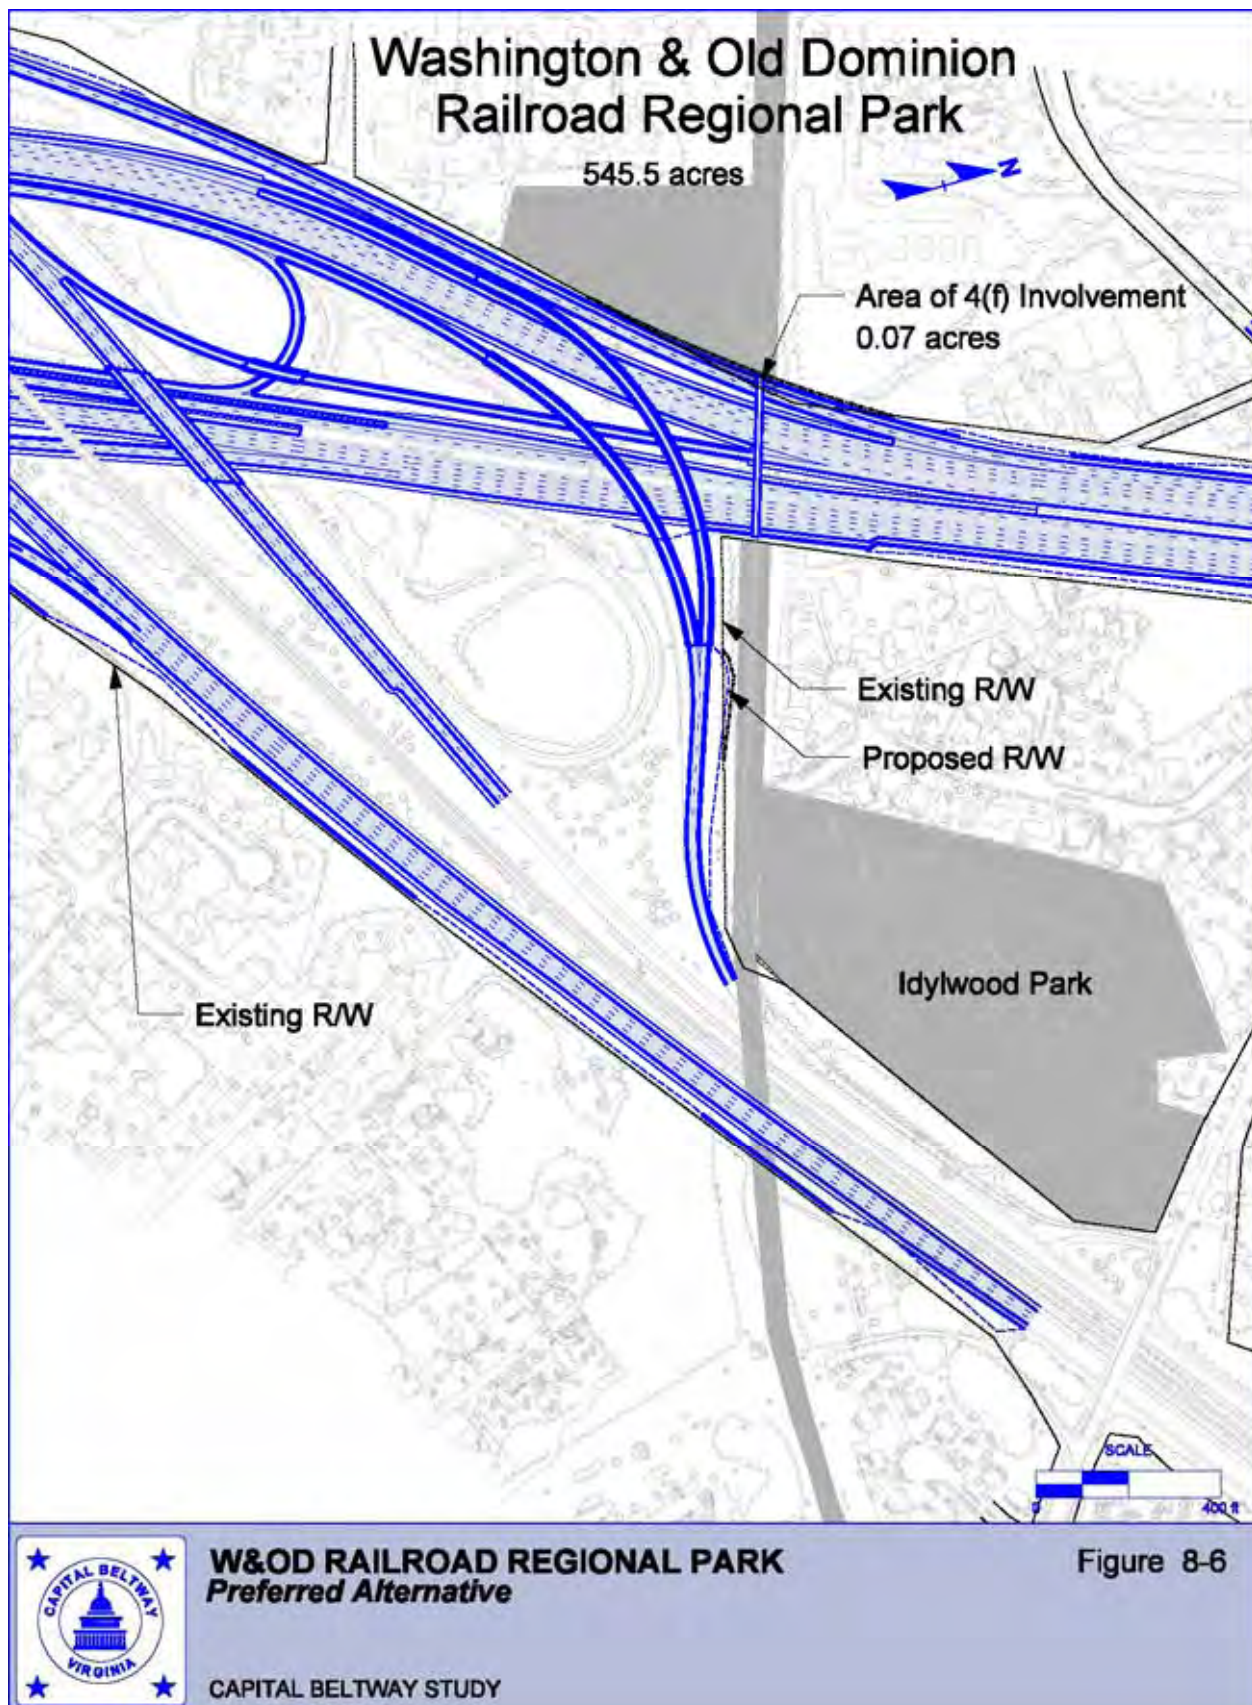 Washington & Old Dominion
Railroad Regional Park
545.5 acres
N
Area of 4(f) Involvement
0.07 acres
Existing R/W
Proposed R/W
Idylwood Park
Existing R/W
SCALE
0
400 ft
W&OD RAILROAD REGIONAL PARK
Figure 8-6
Preferred Alternative
CAPITAL BELTWAY
VIRGINIA
CAPITAL BELTWAY STUDY